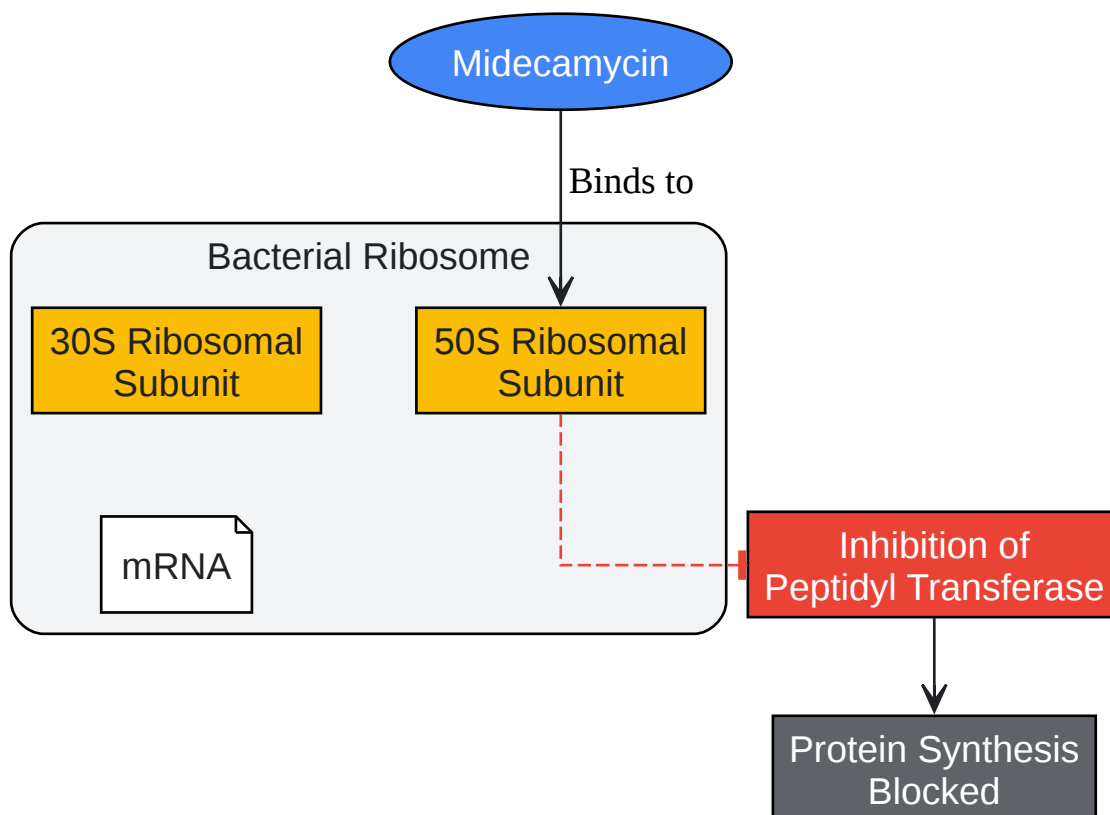 Midecamycin
Binds to
Bacterial Ribosome
30S Ribosomal
Subunit
50S Ribosomal
Subunit
mRNA
Inhibition of
Peptidyl Transferase
Protein Synthesis
Blocked